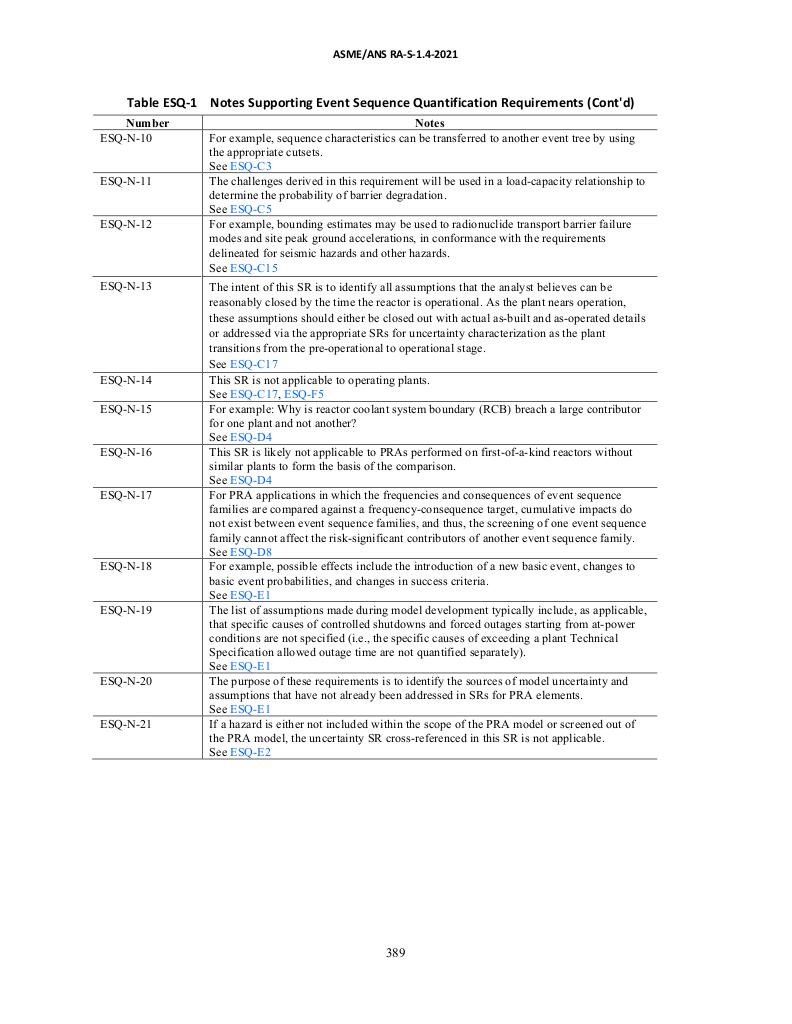 ASME/ANS RA-S-1.4-2021
Table ESQ-1 Notes Supporting Event Sequence Quantification Requirements (Cont'd)
Number Notes
ESQ-N-10 For example, sequence characteristics can be transferred to another event tree by using
the appropriate cutsets.
See ESQ-C3
ESQ-N-11 The challenges derived in this requirement will be used in a load-capacity relationship to
determine the probability of barrier degradation.
See ESQ-C5
ESQ-N-12 For example, bounding estimates may be used to radionuclide transport barrier failure
modes and site peak ground accelerations, in conformance with the requirements
delineated for seismic hazards and other hazards.
See ESQ-C15
ESQ-N-13 The intent of this SR is to identify all assumptions that the analyst believes can be
reasonably closed by the time the reactor is operational. As the plant nears operation,
these assumptions should either be closed out with actual as-built and as-operated details
or addressed via the appropriate SRs for uncertainty characterization as the plant
transitions from the pre-operational to operational stage.
See ESQ-C17
ESQ-N-14 This SR is not applicable to operating plants.
See ESQ-C17, ESQ-F5
ESQ-N-15 For example: Why is reactor coolant system boundary (RCB) breach a large contributor
for one plant and not another?
See ESQ-D4
ESQ-N-16 This SR is likely not applicable to PRAs performed on first-of-a-kind reactors without
similar plants to form the basis of the comparison.
See ESQ-D4
ESQ-N-17 For PRA applications in which the frequencies and consequences of event sequence
families are compared against a frequency-consequence target, cumulative impacts do
not exist between event sequence families, and thus, the screening of one event sequence
family cannot affect the risk-significant contributors of another event sequence family.
See ESQ-D8
ESQ-N-18 For example, possible effects include the introduction of a new basic event, changes to
basic event probabilities, and changes in success criteria.
See ESQ-E1
ESQ-N-19 The list of assumptions made during model development typically include, as applicable,
that specific causes of controlled shutdowns and forced outages starting from at-power
conditions are not specified (i.e., the specific causes of exceeding a plant Technical
Specification allowed outage time are not quantified separately).
See ESQ-E1
ESQ-N-20 The purpose of these requirements is to identify the sources of model uncertainty and
assumptions that have not already been addressed in SRs for PRA elements.
See ESQ-E1
ESQ-N-21 If a hazard is either not included within the scope of the PRA model or screened out of
the PRA model, the uncertainty SR cross-referenced in this SR is not applicable.
See ESQ-E2
389